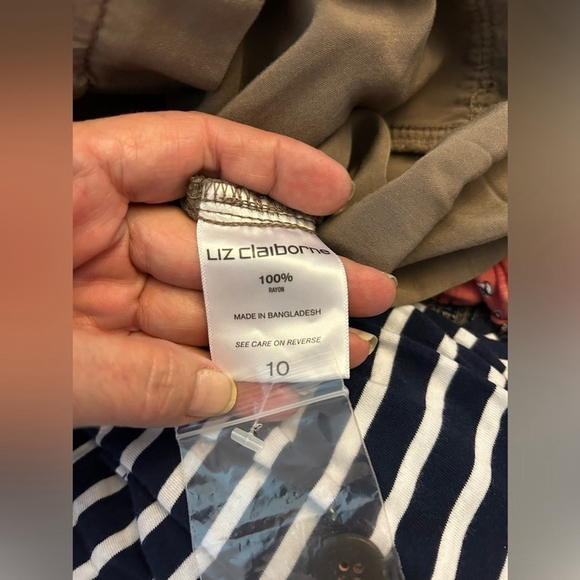 LIZ Claiborne
100%
RAYON
MADE IN BANGLADESH
SEE CARE ON REVERSE
10